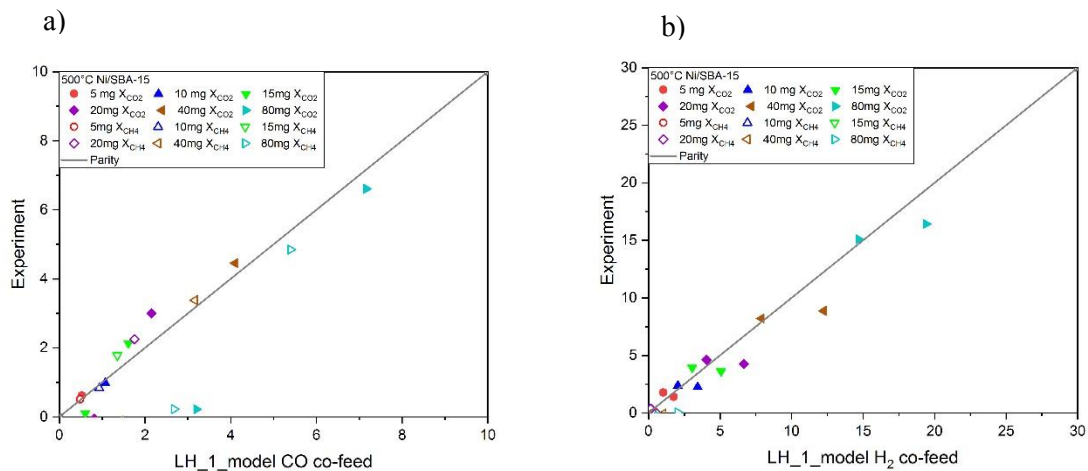 a)
10
500°C Ni/SBA-15
5 mg XCO2 10 mg XCO2 15mg XCO2
20mg XCO2 40mg XCO2 80mg XCO2
5mg XCH4 10mg XCH4 15mg XCH4
20mg XCH4 40mg XCH4 80mg XCH4
Parity
8
6
4
2
0
Experiment
0 2 4 6 8 10
LH_1_model CO co-feed
b)
30
500°C Ni/SBA-15
5 mg XCO2 10 mg XCO2 15mg XCO2
20mg XCO2 40mg XCO2 80mg XCO2
5mg XCH4 10mg XCH4 15mg XCH4
20mg XCH4 40mg XCH4 80mg XCH4
Parity
25
20
15
10
5
0
Experiment
0 5 10 15 20 25 30
LH_1_model H2 co-feed